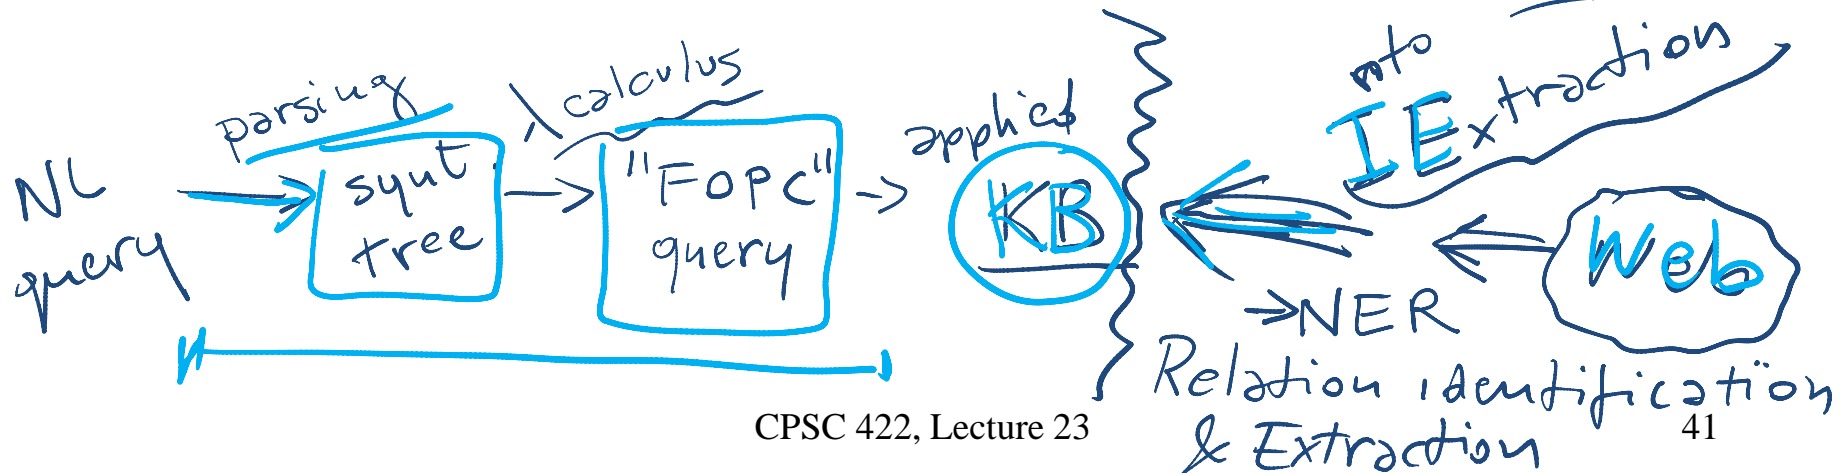 NL
query
parsing
synt
tree
λ calculus
"FOPC"
query
applied
KB
nto
IExtraction
Web
→NER
Relation identification
& Extraction
CPSC 422, Lecture 23
41